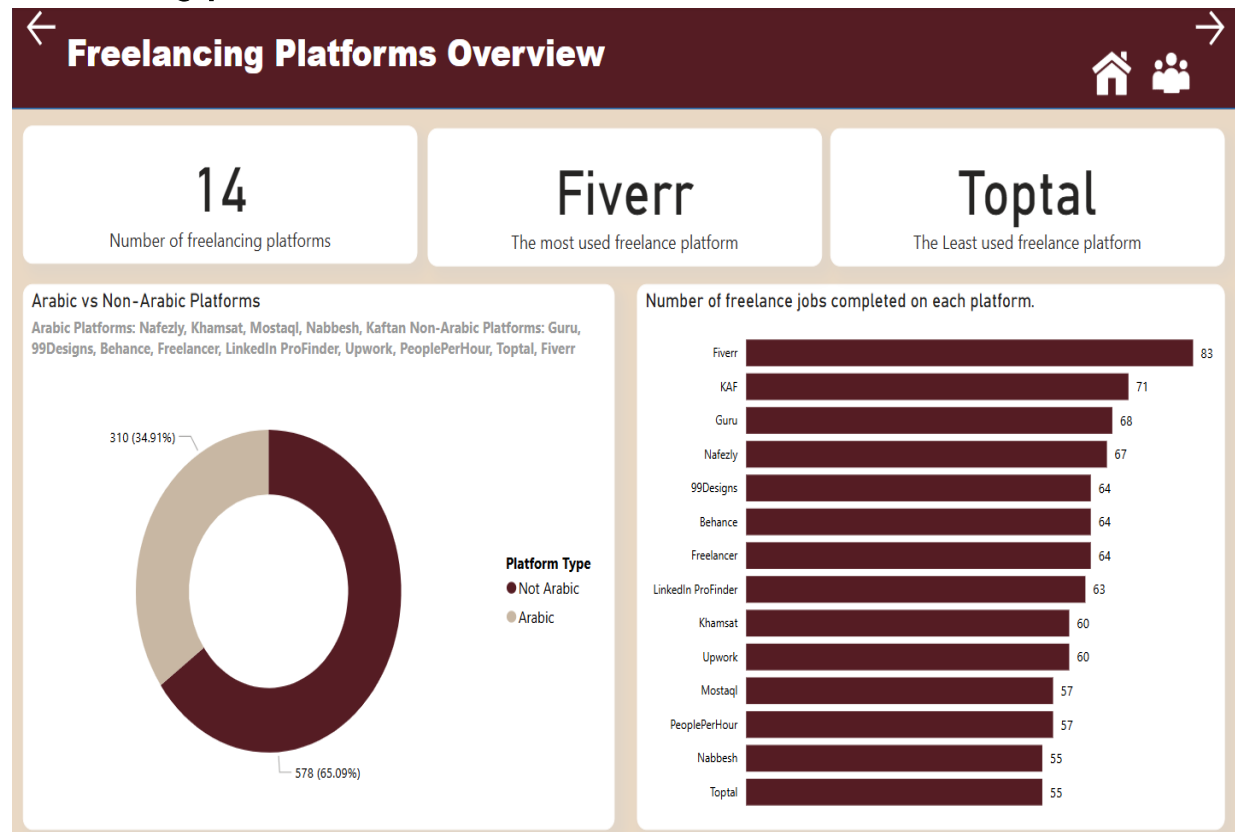 Freelancing Platforms Overview
14
Number of freelancing platforms
Fiverr
The most used freelance platform
Toptal
The Least used freelance platform
Arabic vs Non-Arabic Platforms
Arabic Platforms: Nafezly, Khamsat, Mostaql, Nabbesh, Kaftan Non-Arabic Platforms: Guru,
99Designs, Behance, Freelancer, LinkedIn ProFinder, Upwork, PeoplePerHour, Toptal, Fiverr
310 (34.91%)
578 (65.09%)
Platform Type
Not Arabic
Arabic
Number of freelance jobs completed on each platform.
Fiverr 83
KAF 71
Guru 68
Nafezly 67
99Designs 64
Behance 64
Freelancer 64
LinkedIn ProFinder 63
Khamsat 60
Upwork 60
Mostaql 57
PeoplePerHour 57
Nabbesh 55
Toptal 55